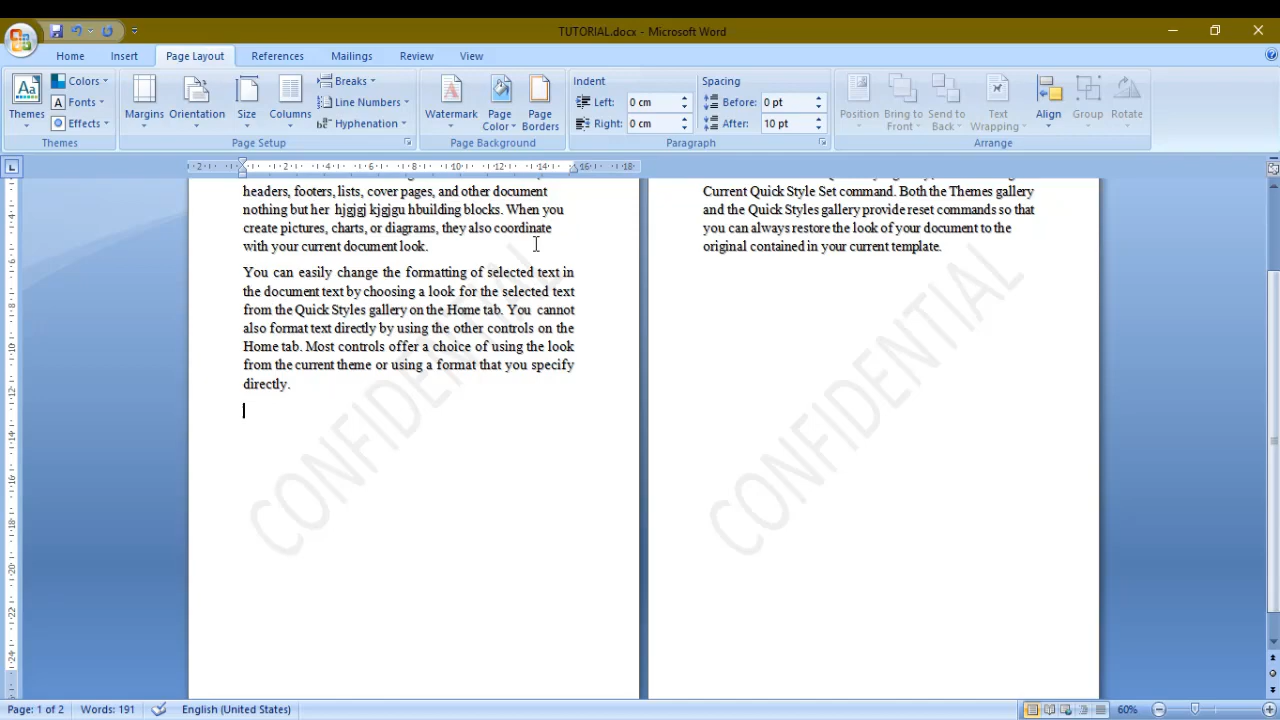 TUTORIAL.docx - Microsoft Word
Home Insert Page Layout References Mailings Review View
Aa Themes Colors Fonts Effects Margins Orientation Size Columns Breaks Line Numbers Hyphenation Watermark Page Color Page Borders
Indent Left: 0 cm Right: 0 cm
Spacing Before: 0 pt After: 10 pt
Position Bring to Front Send to Back Text Wrapping Align Group Rotate
Themes Page Setup Page Background Paragraph Arrange
headers, footers, lists, cover pages, and other document
nothing but her hjgjgj kjgjgu hbuilding blocks. When you
create pictures, charts, or diagrams, they also coordinate
with your current document look.
You can easily change the formatting of selected text in
the document text by choosing a look for the selected text
from the Quick Styles gallery on the Home tab. You cannot
also format text directly by using the other controls on the
Home tab. Most controls offer a choice of using the look
from the current theme or using a format that you specify
directly.
CONFIDENTIAL
Current Quick Style Set command. Both the Themes gallery
and the Quick Styles gallery provide reset commands so that
you can always restore the look of your document to the
original contained in your current template.
CONFIDENTIAL
Page: 1 of 2 Words: 191 English (United States) 60%